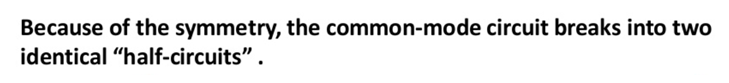 Because of the symmetry, the common-mode circuit breaks into two
identical “half-circuits” .